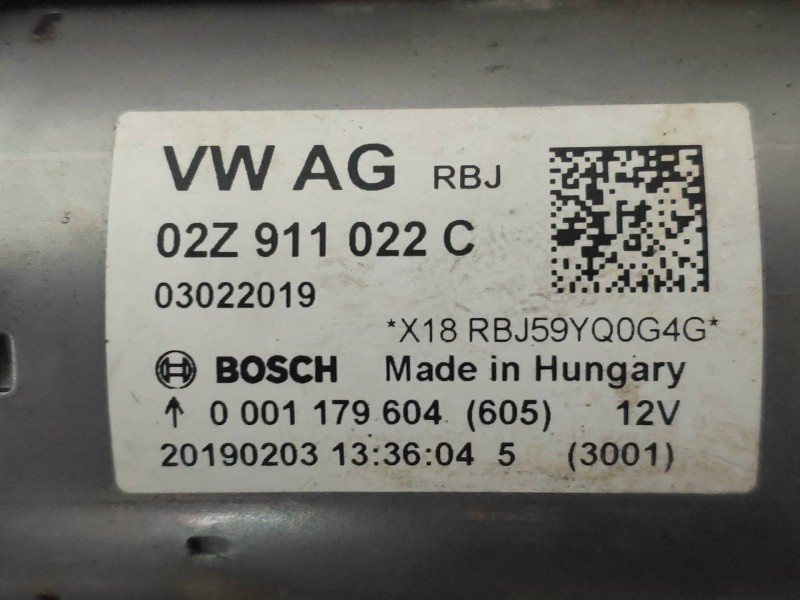 VW AG RBJ
02Z 911 022 C
03022019
*X18 RBJ59YQ0G4G*
BOSCH Made in Hungary
↑ 0 001 179 604 (605) 12V
20190203 13:36:04 5 (3001)